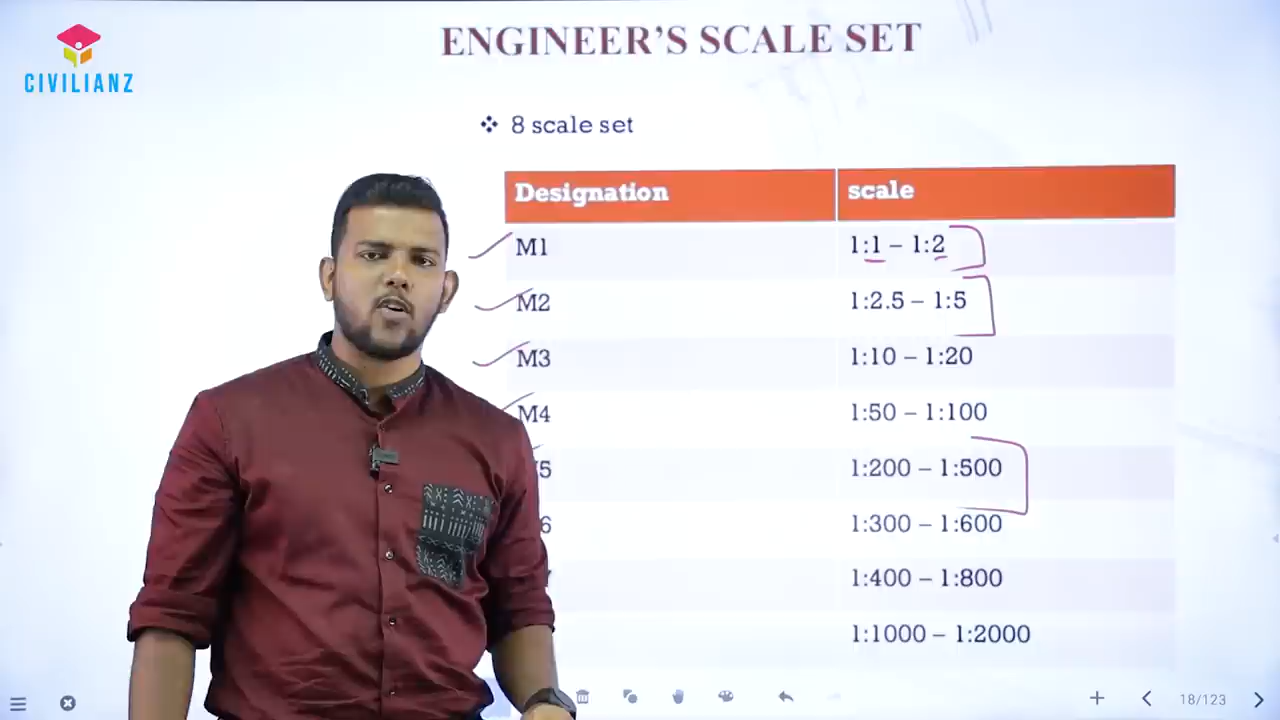 CIVILIANZ
ENGINEER'S SCALE SET
❖ 8 scale set
Designation scale
M1 1:1 – 1:2
M2 1:2.5 – 1:5
M3 1:10 – 1:20
M4 1:50 – 1:100
5 1:200 – 1:500
6 1:300 – 1:600
1:400 – 1:800
1:1000 – 1:2000
18/123